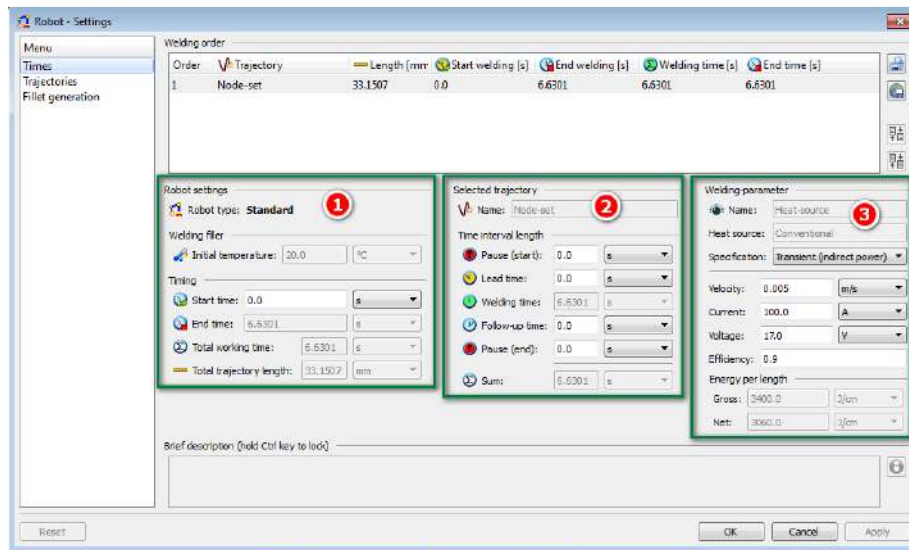 Robot - Settings
Menu
Times
Trajectories
Fillet generation
Welding order
Order Trajectory Length [mm Start welding [s] End welding [s] Welding time [s] End time [s]
1 Node-set 33.1507 0.0 6.6301 6.6301 6.6301
Robot settings
1
Robot type: Standard
Welding filler
Initial temperature: 20.0 °C
Timing
Start time: 0.0 s
End time: 6.6301 s
Total working time: 6.6301 s
Total trajectory length: 33.1507 mm
Selected trajectory
2
Name: Node-set
Time interval length
Pause (start): 0.0 s
Lead time: 0.0 s
Welding time: 6.6301 s
Follow-up time: 0.0 s
Pause (end): 0.0 s
Sum: 6.6301 s
Welding-parameter
3
Name: Heat-source
Heat source: Conventional
Specification: Transient (indirect power)
Velocity: 0.005 m/s
Current: 100.0 A
Voltage: 17.0 V
Efficiency: 0.9
Energy per length
Gross: 3400.0 J/cm
Net: 3060.0 J/cm
Brief description (hold Ctrl key to lock)
Reset
OK Cancel Apply